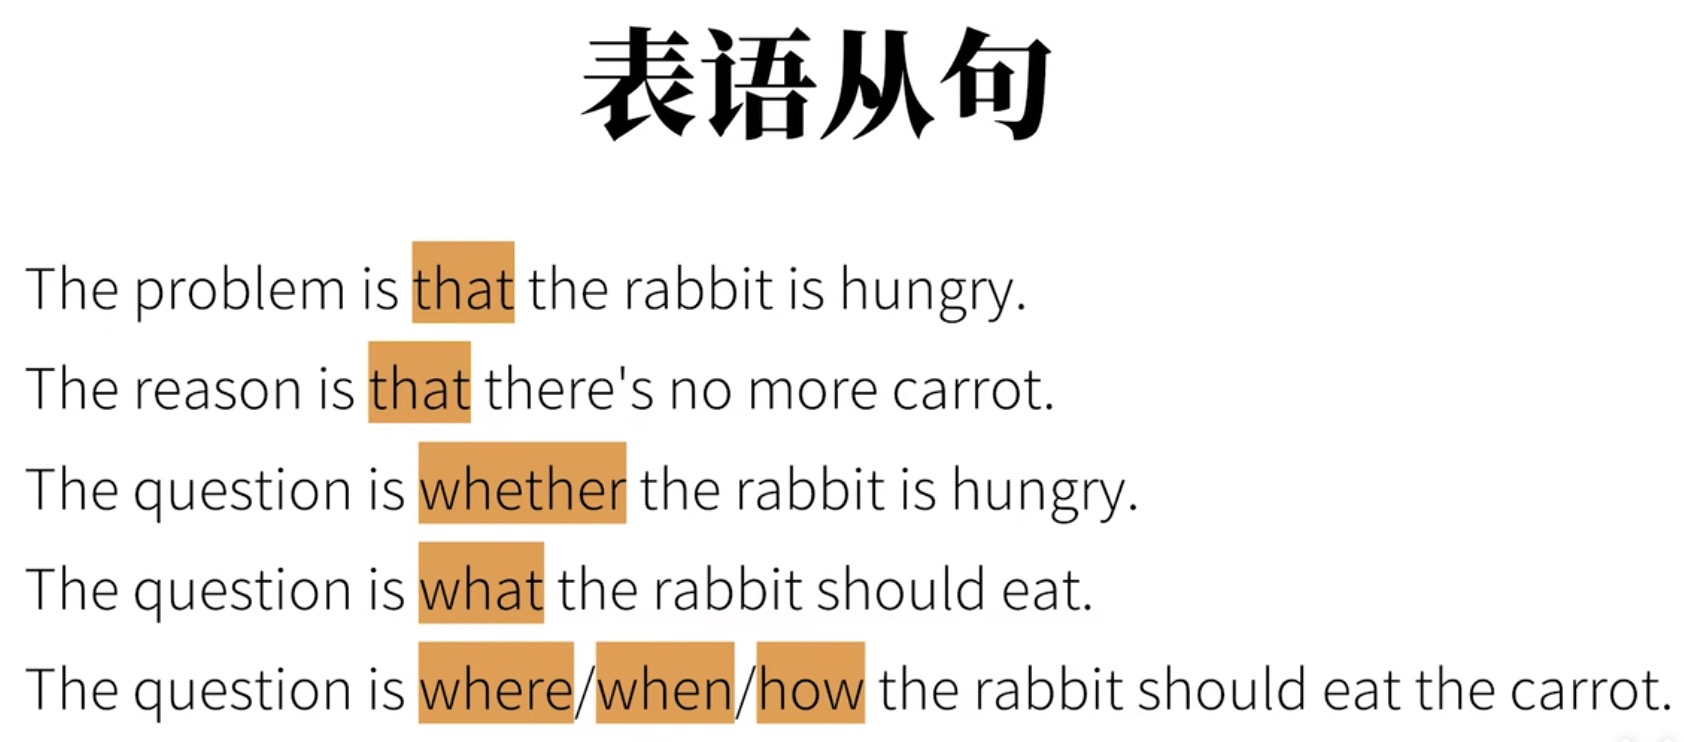 表语从句
The problem is that the rabbit is hungry.
The reason is that there's no more carrot.
The question is whether the rabbit is hungry.
The question is what the rabbit should eat.
The question is where/when/how the rabbit should eat the carrot.